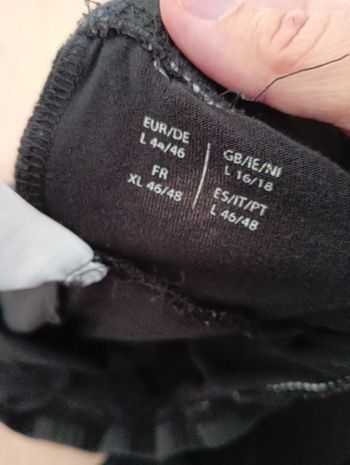 EUR/DE
L 44/46
FR
XL 46/48
GB/IE/NI
L 16/18
ES/IT/PT
L 46/48